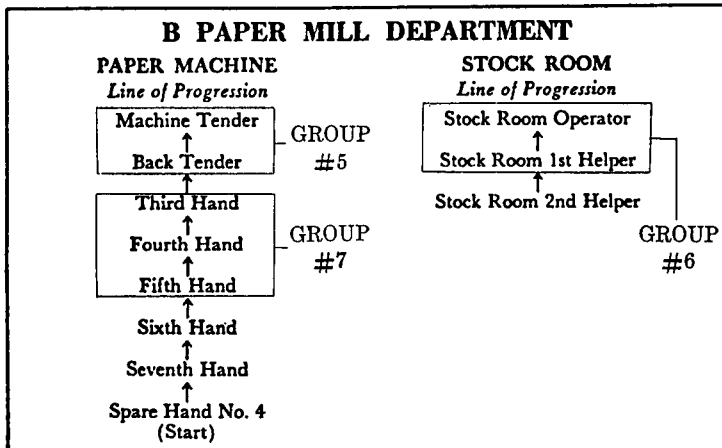 B PAPER MILL DEPARTMENT
PAPER MACHINE
Line of Progression
Machine Tender
Back Tender
GROUP
#5
Third Hand
Fourth Hand
Fifth Hand
GROUP
#7
Sixth Hand
Seventh Hand
Spare Hand No. 4
(Start)
STOCK ROOM
Line of Progression
Stock Room Operator
Stock Room 1st Helper
Stock Room 2nd Helper
GROUP
#6